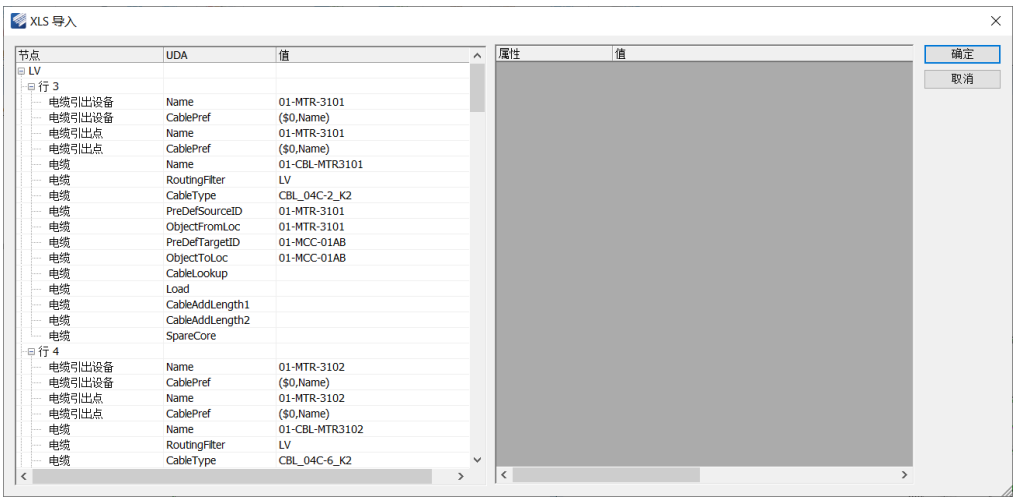 XLS 导入
节点 UDA 值
LV
行 3
电缆引出设备 Name 01-MTR-3101
电缆引出设备 CablePref ($0,Name)
电缆引出点 Name 01-MTR-3101
电缆引出点 CablePref ($0,Name)
电缆 Name 01-CBL-MTR3101
电缆 RoutingFilter LV
电缆 CableType CBL_04C-2_K2
电缆 PreDefSourceID 01-MTR-3101
电缆 ObjectFromLoc 01-MTR-3101
电缆 PreDefTargetID 01-MCC-01AB
电缆 ObjectToLoc 01-MCC-01AB
电缆 CableLookup
电缆 Load
电缆 CableAddLength1
电缆 CableAddLength2
电缆 SpareCore
行 4
电缆引出设备 Name 01-MTR-3102
电缆引出设备 CablePref ($0,Name)
电缆引出点 Name 01-MTR-3102
电缆引出点 CablePref ($0,Name)
电缆 Name 01-CBL-MTR3102
电缆 RoutingFilter LV
电缆 CableType CBL_04C-6_K2
属性 值
确定
取消